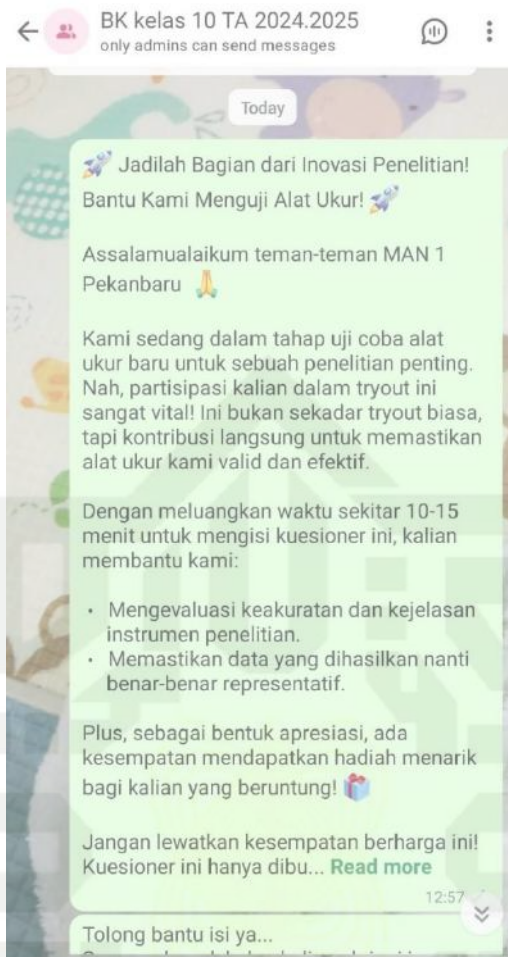 BK kelas 10 TA 2024.2025
only admins can send messages
Today
🚀 Jadilah Bagian dari Inovasi Penelitian!
Bantu Kami Menguji Alat Ukur! 🚀
Assalamualaikum teman-teman MAN 1
Pekanbaru 🙏
Kami sedang dalam tahap uji coba alat
ukur baru untuk sebuah penelitian penting.
Nah, partisipasi kalian dalam tryout ini
sangat vital! Ini bukan sekadar tryout biasa,
tapi kontribusi langsung untuk memastikan
alat ukur kami valid dan efektif.
Dengan meluangkan waktu sekitar 10-15
menit untuk mengisi kuesioner ini, kalian
membantu kami:
• Mengevaluasi keakuratan dan kejelasan
instrumen penelitian.
• Memastikan data yang dihasilkan nanti
benar-benar representatif.
Plus, sebagai bentuk apresiasi, ada
kesempatan mendapatkan hadiah menarik
bagi kalian yang beruntung! 🎁
Jangan lewatkan kesempatan berharga ini!
Kuesioner ini hanya dibu... Read more
12:57
Tolong bantu isi ya...